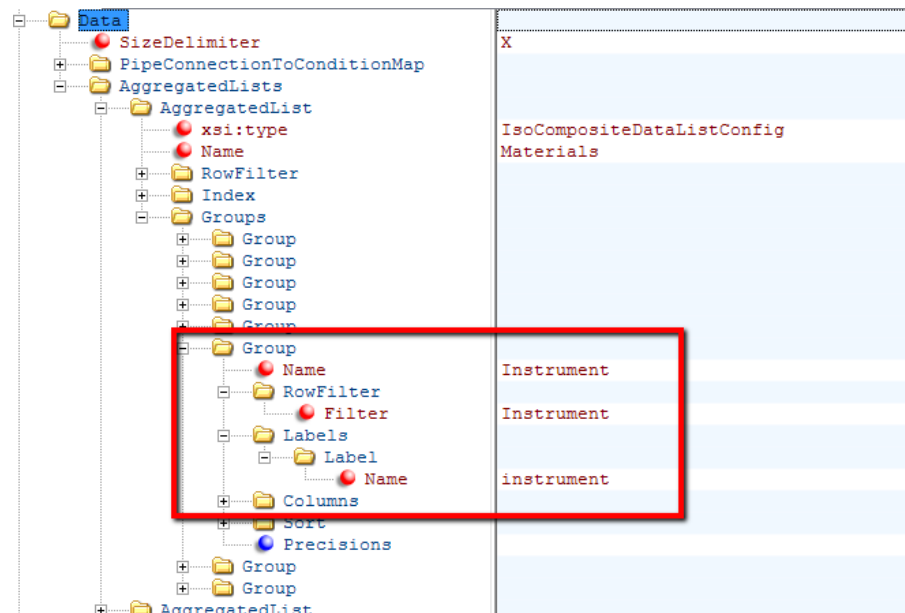 Data
SizeDelimiter X
PipeConnectionToConditionMap
AggregatedLists
AggregatedList
xsi:type IsoCompositeDataListConfig
Name Materials
RowFilter
Index
Groups
Group
Group
Group
Group
Group
Group
Name Instrument
RowFilter
Filter Instrument
Labels
Label
Name instrument
Columns
Sort
Precisions
Group
Group
AggregatedList